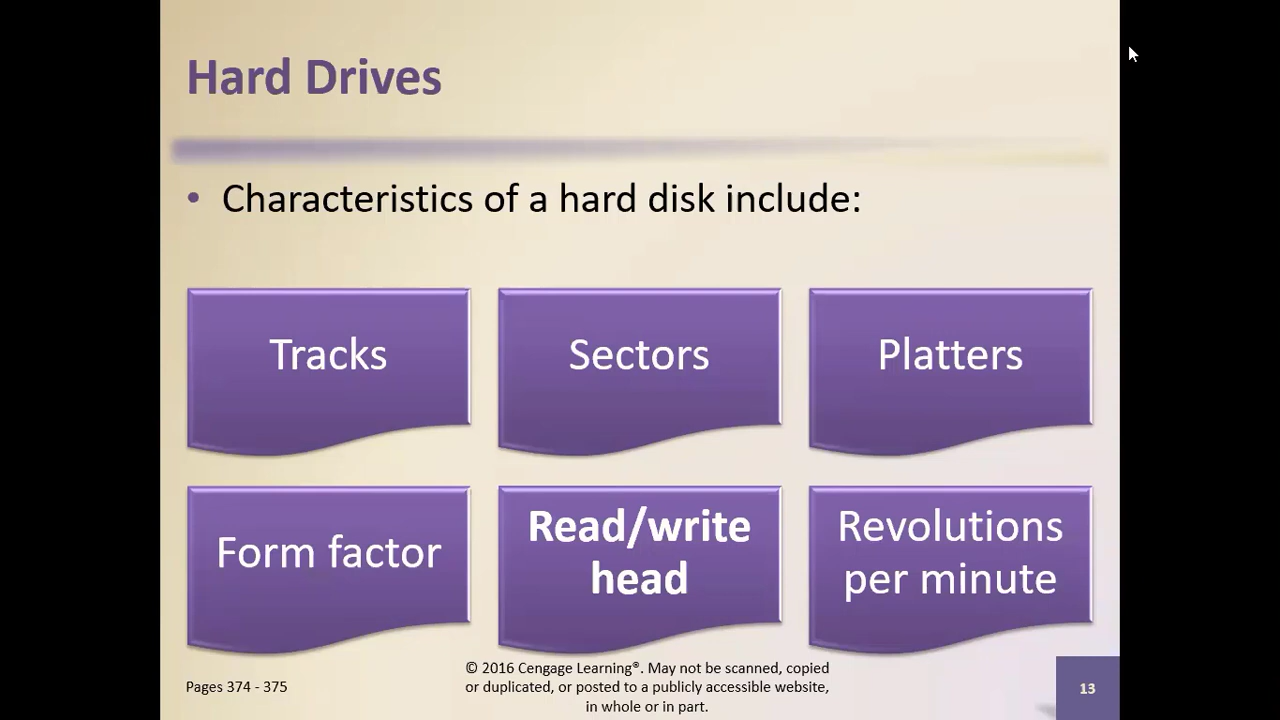 Hard Drives
• Characteristics of a hard disk include:
Tracks
Sectors
Platters
Form factor
Read/write
head
Revolutions
per minute
Pages 374 - 375
© 2016 Cengage Learning®. May not be scanned, copied
or duplicated, or posted to a publicly accessible website,
in whole or in part.
13